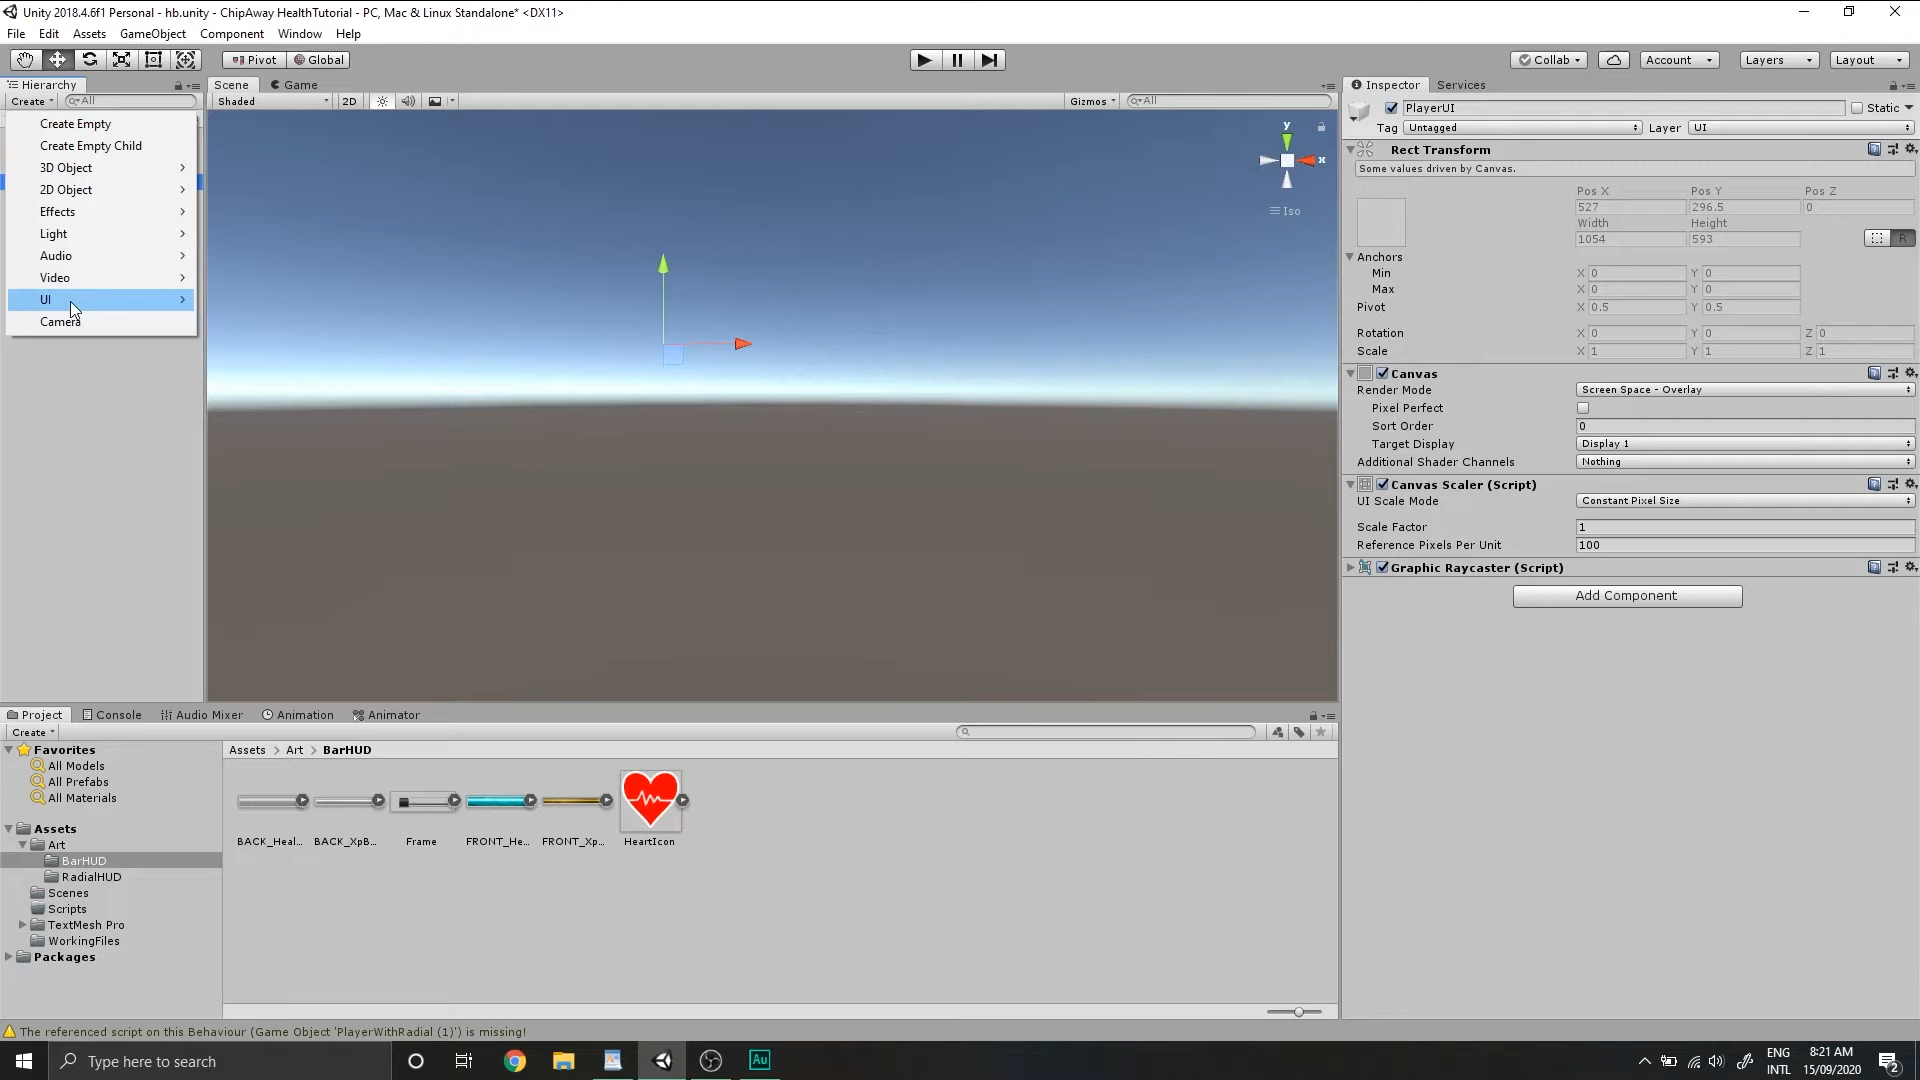 Unity 2018.4.6f1 Personal - hb.unity - ChipAway HealthTutorial - PC, Mac & Linux Standalone* <DX11>
File Edit Assets GameObject Component Window Help
Pivot Global Collab Account Layers Layout
Hierarchy
Create All
Create Empty
Create Empty Child
3D Object
2D Object
Effects
Light
Audio
Video
UI
Camera
Scene Game
Shaded 2D Gizmos All
y
x
Iso
Inspector Services
PlayerUI Static
Tag Untagged Layer UI
Rect Transform
Some values driven by Canvas.
Pos X Pos Y Pos Z
527 296.5 0
Width Height
1054 593
R
Anchors
Min X 0 Y 0
Max X 0 Y 0
Pivot X 0.5 Y 0.5
Rotation X 0 Y 0 Z 0
Scale X 1 Y 1 Z 1
Canvas
Render Mode Screen Space - Overlay
Pixel Perfect
Sort Order 0
Target Display Display 1
Additional Shader Channels Nothing
Canvas Scaler (Script)
UI Scale Mode Constant Pixel Size
Scale Factor 1
Reference Pixels Per Unit 100
Graphic Raycaster (Script)
Add Component
Project Console Audio Mixer Animation Animator
Create
Favorites
All Models
All Prefabs
All Materials
Assets
Art
BarHUD
RadialHUD
Scenes
Scripts
TextMesh Pro
WorkingFiles
Packages
Assets > Art > BarHUD
BACK_Heal... BACK_XpB... Frame FRONT_He... FRONT_Xp... HeartIcon
The referenced script on this Behaviour (Game Object 'PlayerWithRadial (1)') is missing!
Type here to search
Au
ENG
INTL
8:21 AM
15/09/2020
2